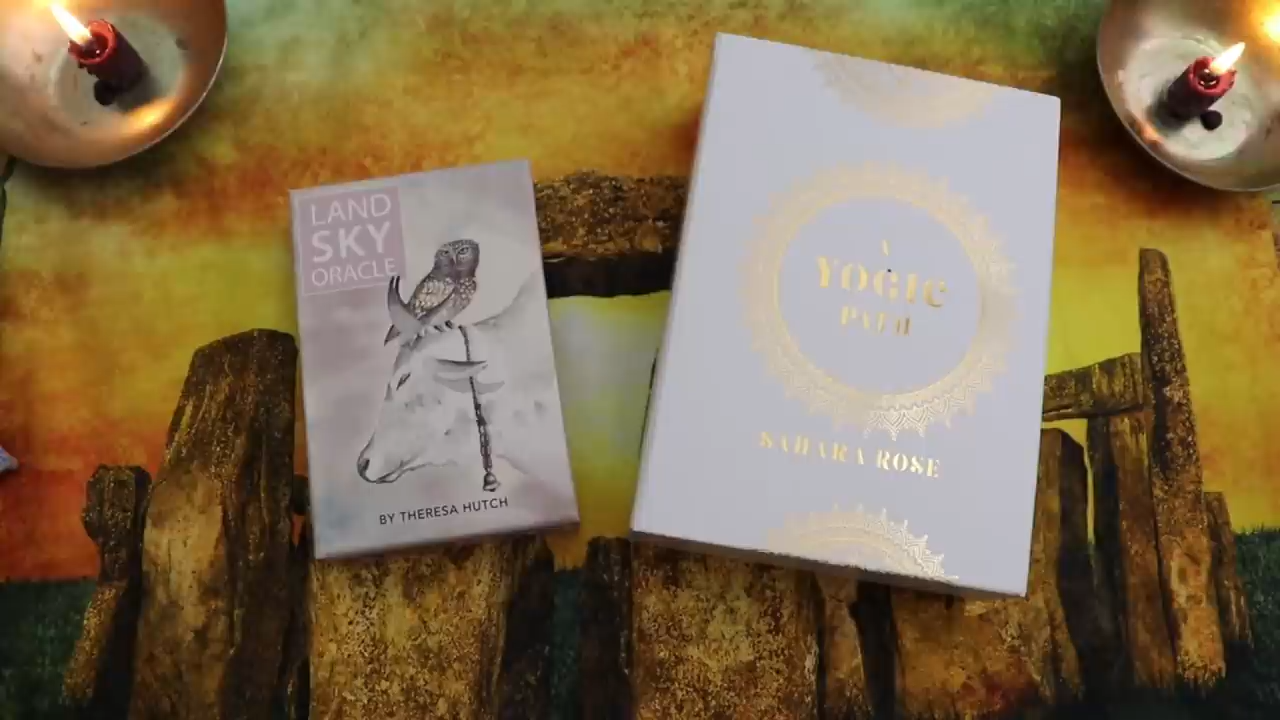 LAND
SKY
ORACLE
BY THERESA HUTCH
A
YOGIC
PATH
SAHARA ROSE